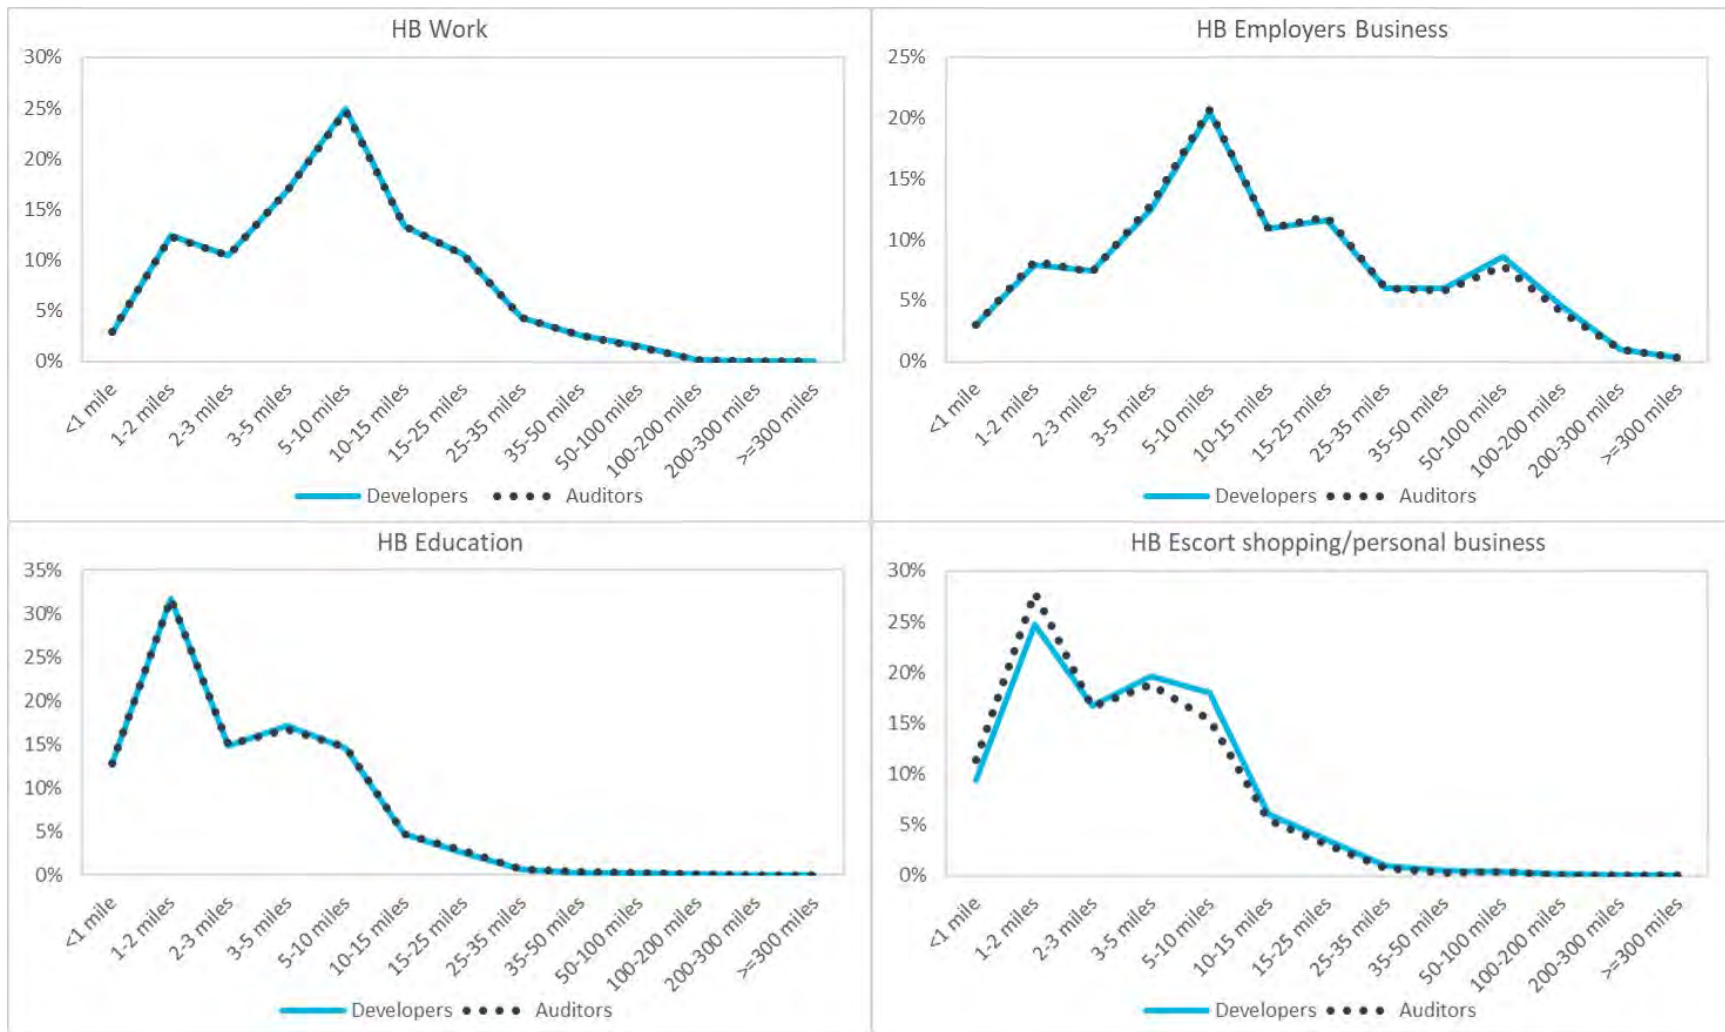 HB Work
30%
25%
20%
15%
10%
5%
0%
<1 mile
1-2 miles
2-3 miles
3-5 miles
5-10 miles
10-15 miles
15-25 miles
25-35 miles
35-50 miles
50-100 miles
100-200 miles
200-300 miles
>=300 miles
Developers Auditors
HB Employers Business
25%
20%
15%
10%
5%
0%
<1 mile
1-2 miles
2-3 miles
3-5 miles
5-10 miles
10-15 miles
15-25 miles
25-35 miles
35-50 miles
50-100 miles
100-200 miles
200-300 miles
>=300 miles
Developers Auditors
HB Education
35%
30%
25%
20%
15%
10%
5%
0%
<1 mile
1-2 miles
2-3 miles
3-5 miles
5-10 miles
10-15 miles
15-25 miles
25-35 miles
35-50 miles
50-100 miles
100-200 miles
200-300 miles
>=300 miles
Developers Auditors
HB Escort shopping/personal business
30%
25%
20%
15%
10%
5%
0%
<1 mile
1-2 miles
2-3 miles
3-5 miles
5-10 miles
10-15 miles
15-25 miles
25-35 miles
35-50 miles
50-100 miles
100-200 miles
200-300 miles
>=300 miles
Developers Auditors